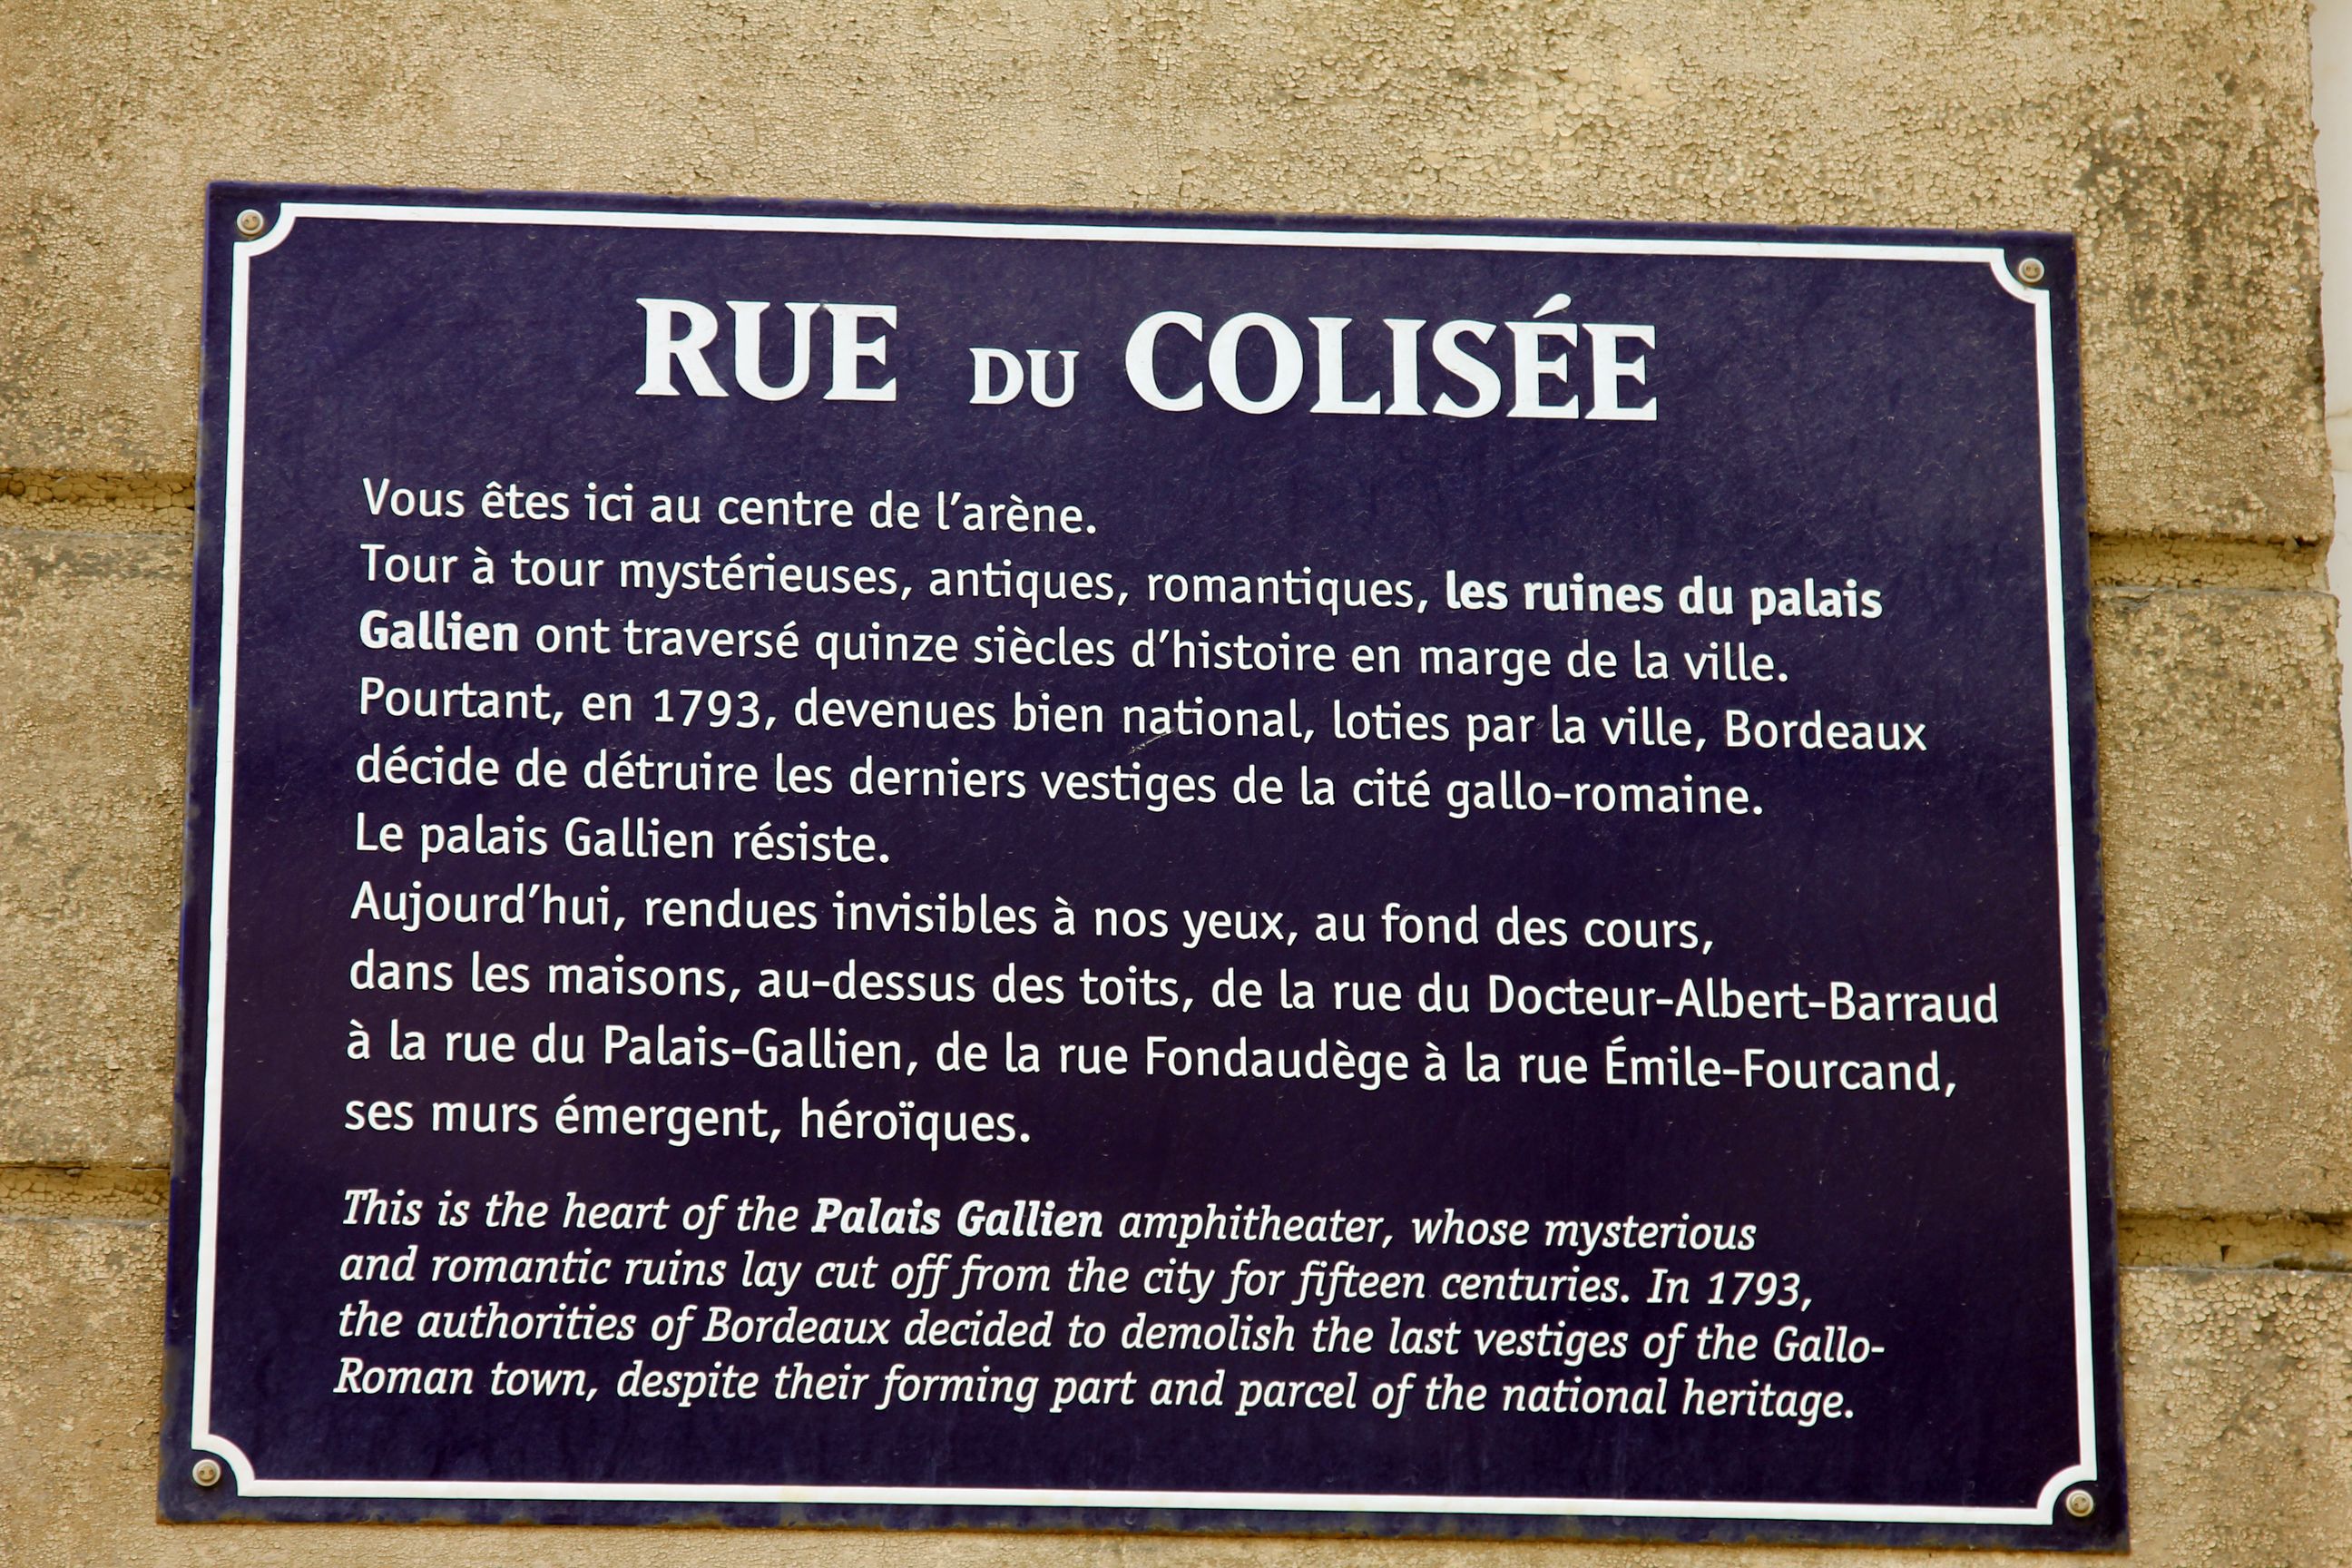 RUE DU COLISÉE
Vous êtes ici au centre de l'arène.
Tour à tour mystérieuses, antiques, romantiques, les ruines du palais
Gallien ont traversé quinze siècles d'histoire en marge de la ville.
Pourtant, en 1793, devenues bien national, loties par la ville, Bordeaux
décide de détruire les derniers vestiges de la cité gallo-romaine.
Le palais Gallien résiste.
Aujourd'hui, rendues invisibles à nos yeux, au fond des cours,
dans les maisons, au-dessus des toits, de la rue du Docteur-Albert-Barraud
à la rue du Palais-Gallien, de la rue Fondaudège à la rue Émile-Fourcand,
ses murs émergent, héroïques.
This is the heart of the Palais Gallien amphitheater, whose mysterious
and romantic ruins lay cut off from the city for fifteen centuries. In 1793,
the authorities of Bordeaux decided to demolish the last vestiges of the Gallo-
Roman town, despite their forming part and parcel of the national heritage.